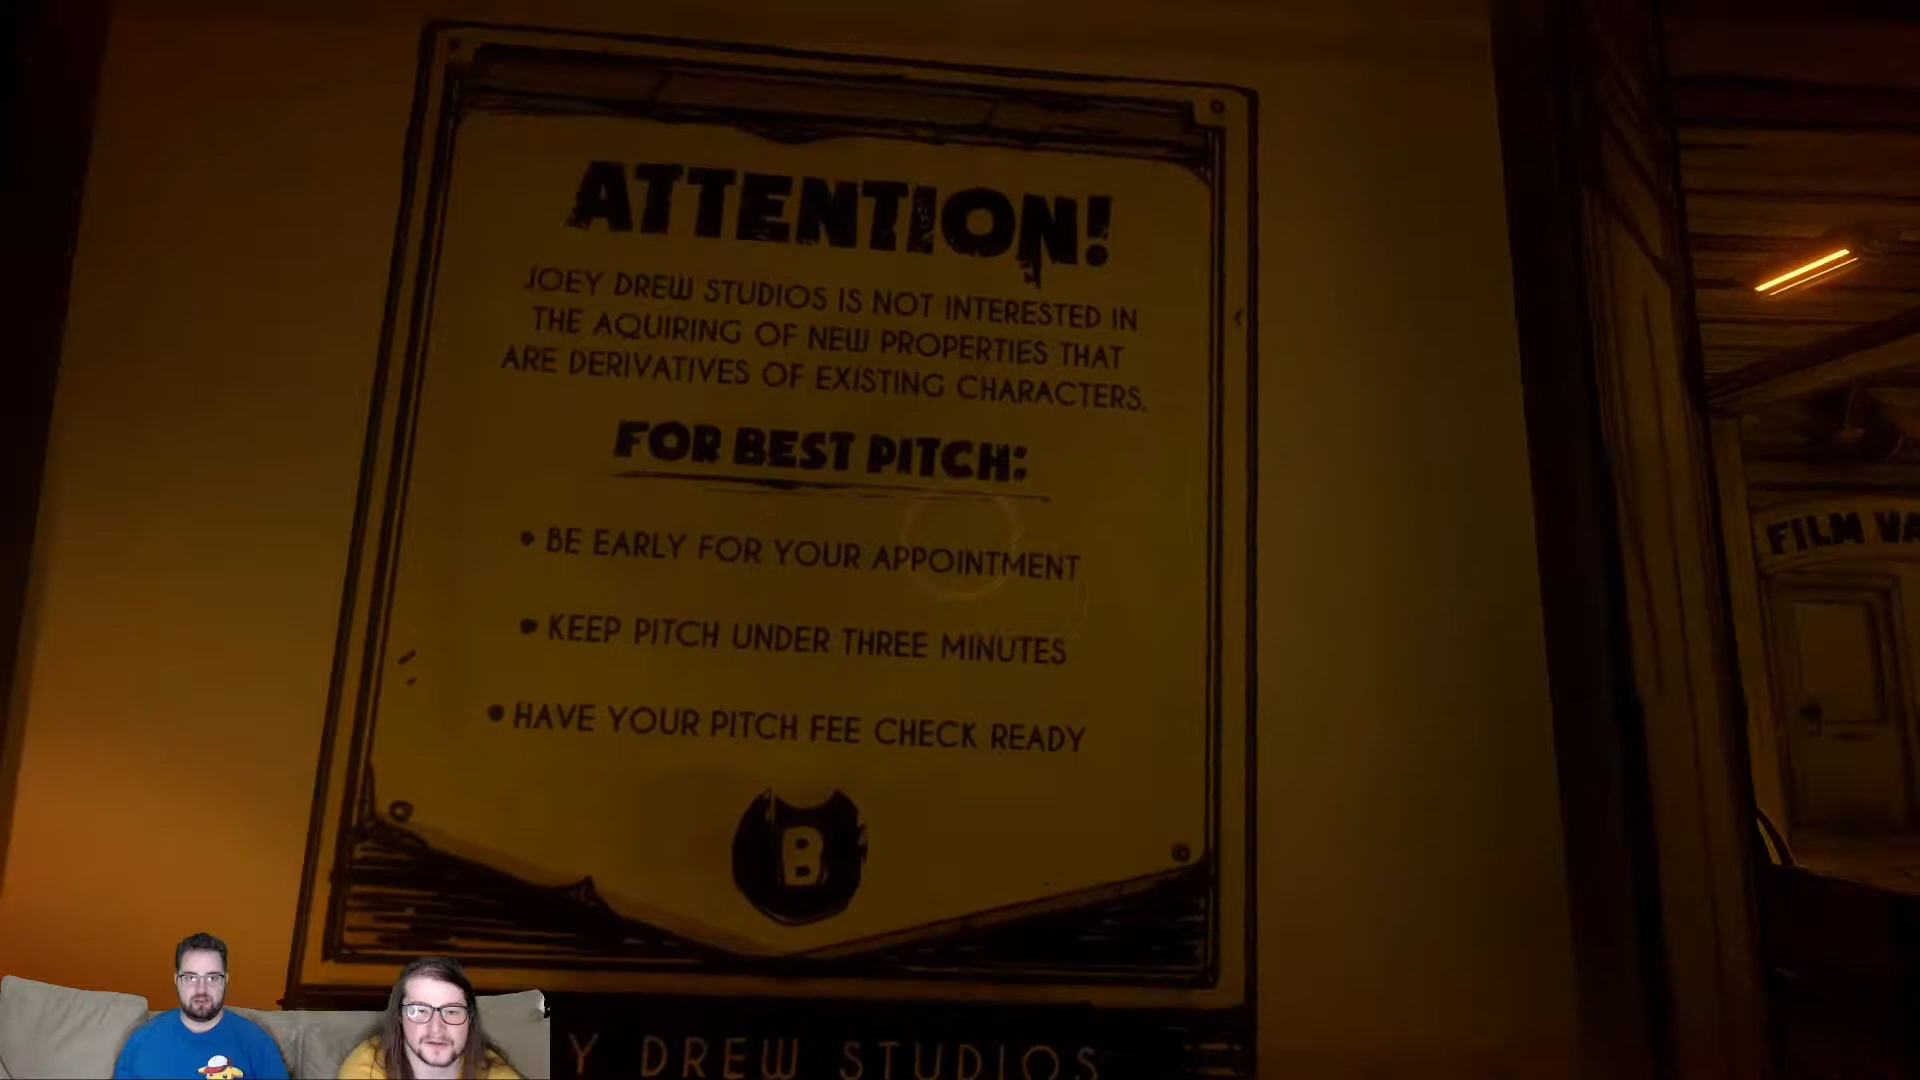 ATTENTION!
JOEY DREW STUDIOS IS NOT INTERESTED IN
THE AQUIRING OF NEW PROPERTIES THAT
ARE DERIVATIVES OF EXISTING CHARACTERS.
FOR BEST PITCH:
• BE EARLY FOR YOUR APPOINTMENT
• KEEP PITCH UNDER THREE MINUTES
• HAVE YOUR PITCH FEE CHECK READY
B
Y DREW STUDIOS
FILM VA